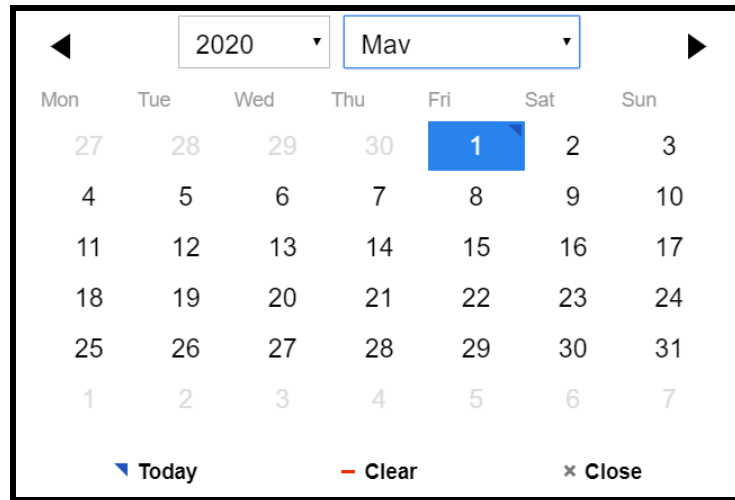 2020 Mav
Mon Tue Wed Thu Fri Sat Sun
27 28 29 30 1 2 3
4 5 6 7 8 9 10
11 12 13 14 15 16 17
18 19 20 21 22 23 24
25 26 27 28 29 30 31
1 2 3 4 5 6 7
Today Clear Close